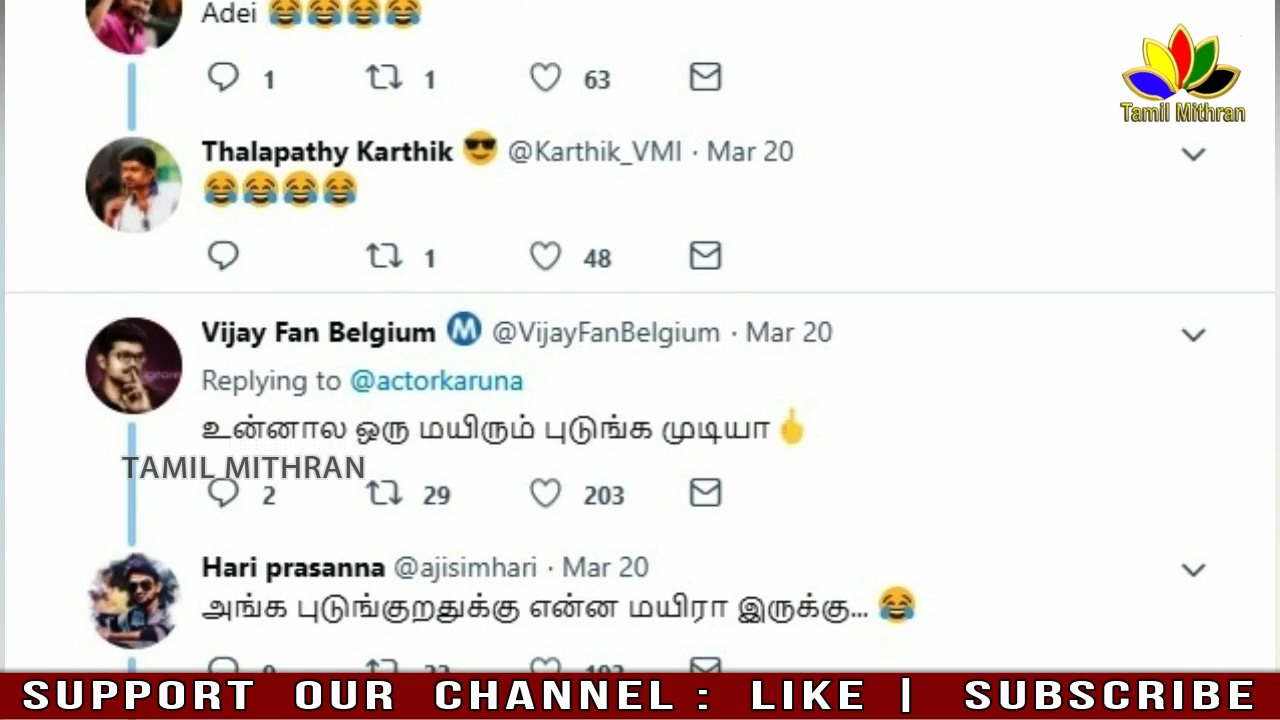 Adei 😂😂😂😂
1 1 63
Tamil Mithran
Thalapathy Karthik 😎 @Karthik_VMI · Mar 20
😂😂😂😂
1 48
Vijay Fan Belgium Ⓜ @VijayFanBelgium · Mar 20
Replying to @actorkaruna
உன்னால ஒரு மயிரும் புடுங்க முடியா🖕
TAMIL MITHRAN
2 29 203
Hari prasanna @ajisimhari · Mar 20
அங்க புடுங்குறதுக்கு என்ன மயிரா இருக்கு... 😂
SUPPORT OUR CHANNEL : LIKE | SUBSCRIBE